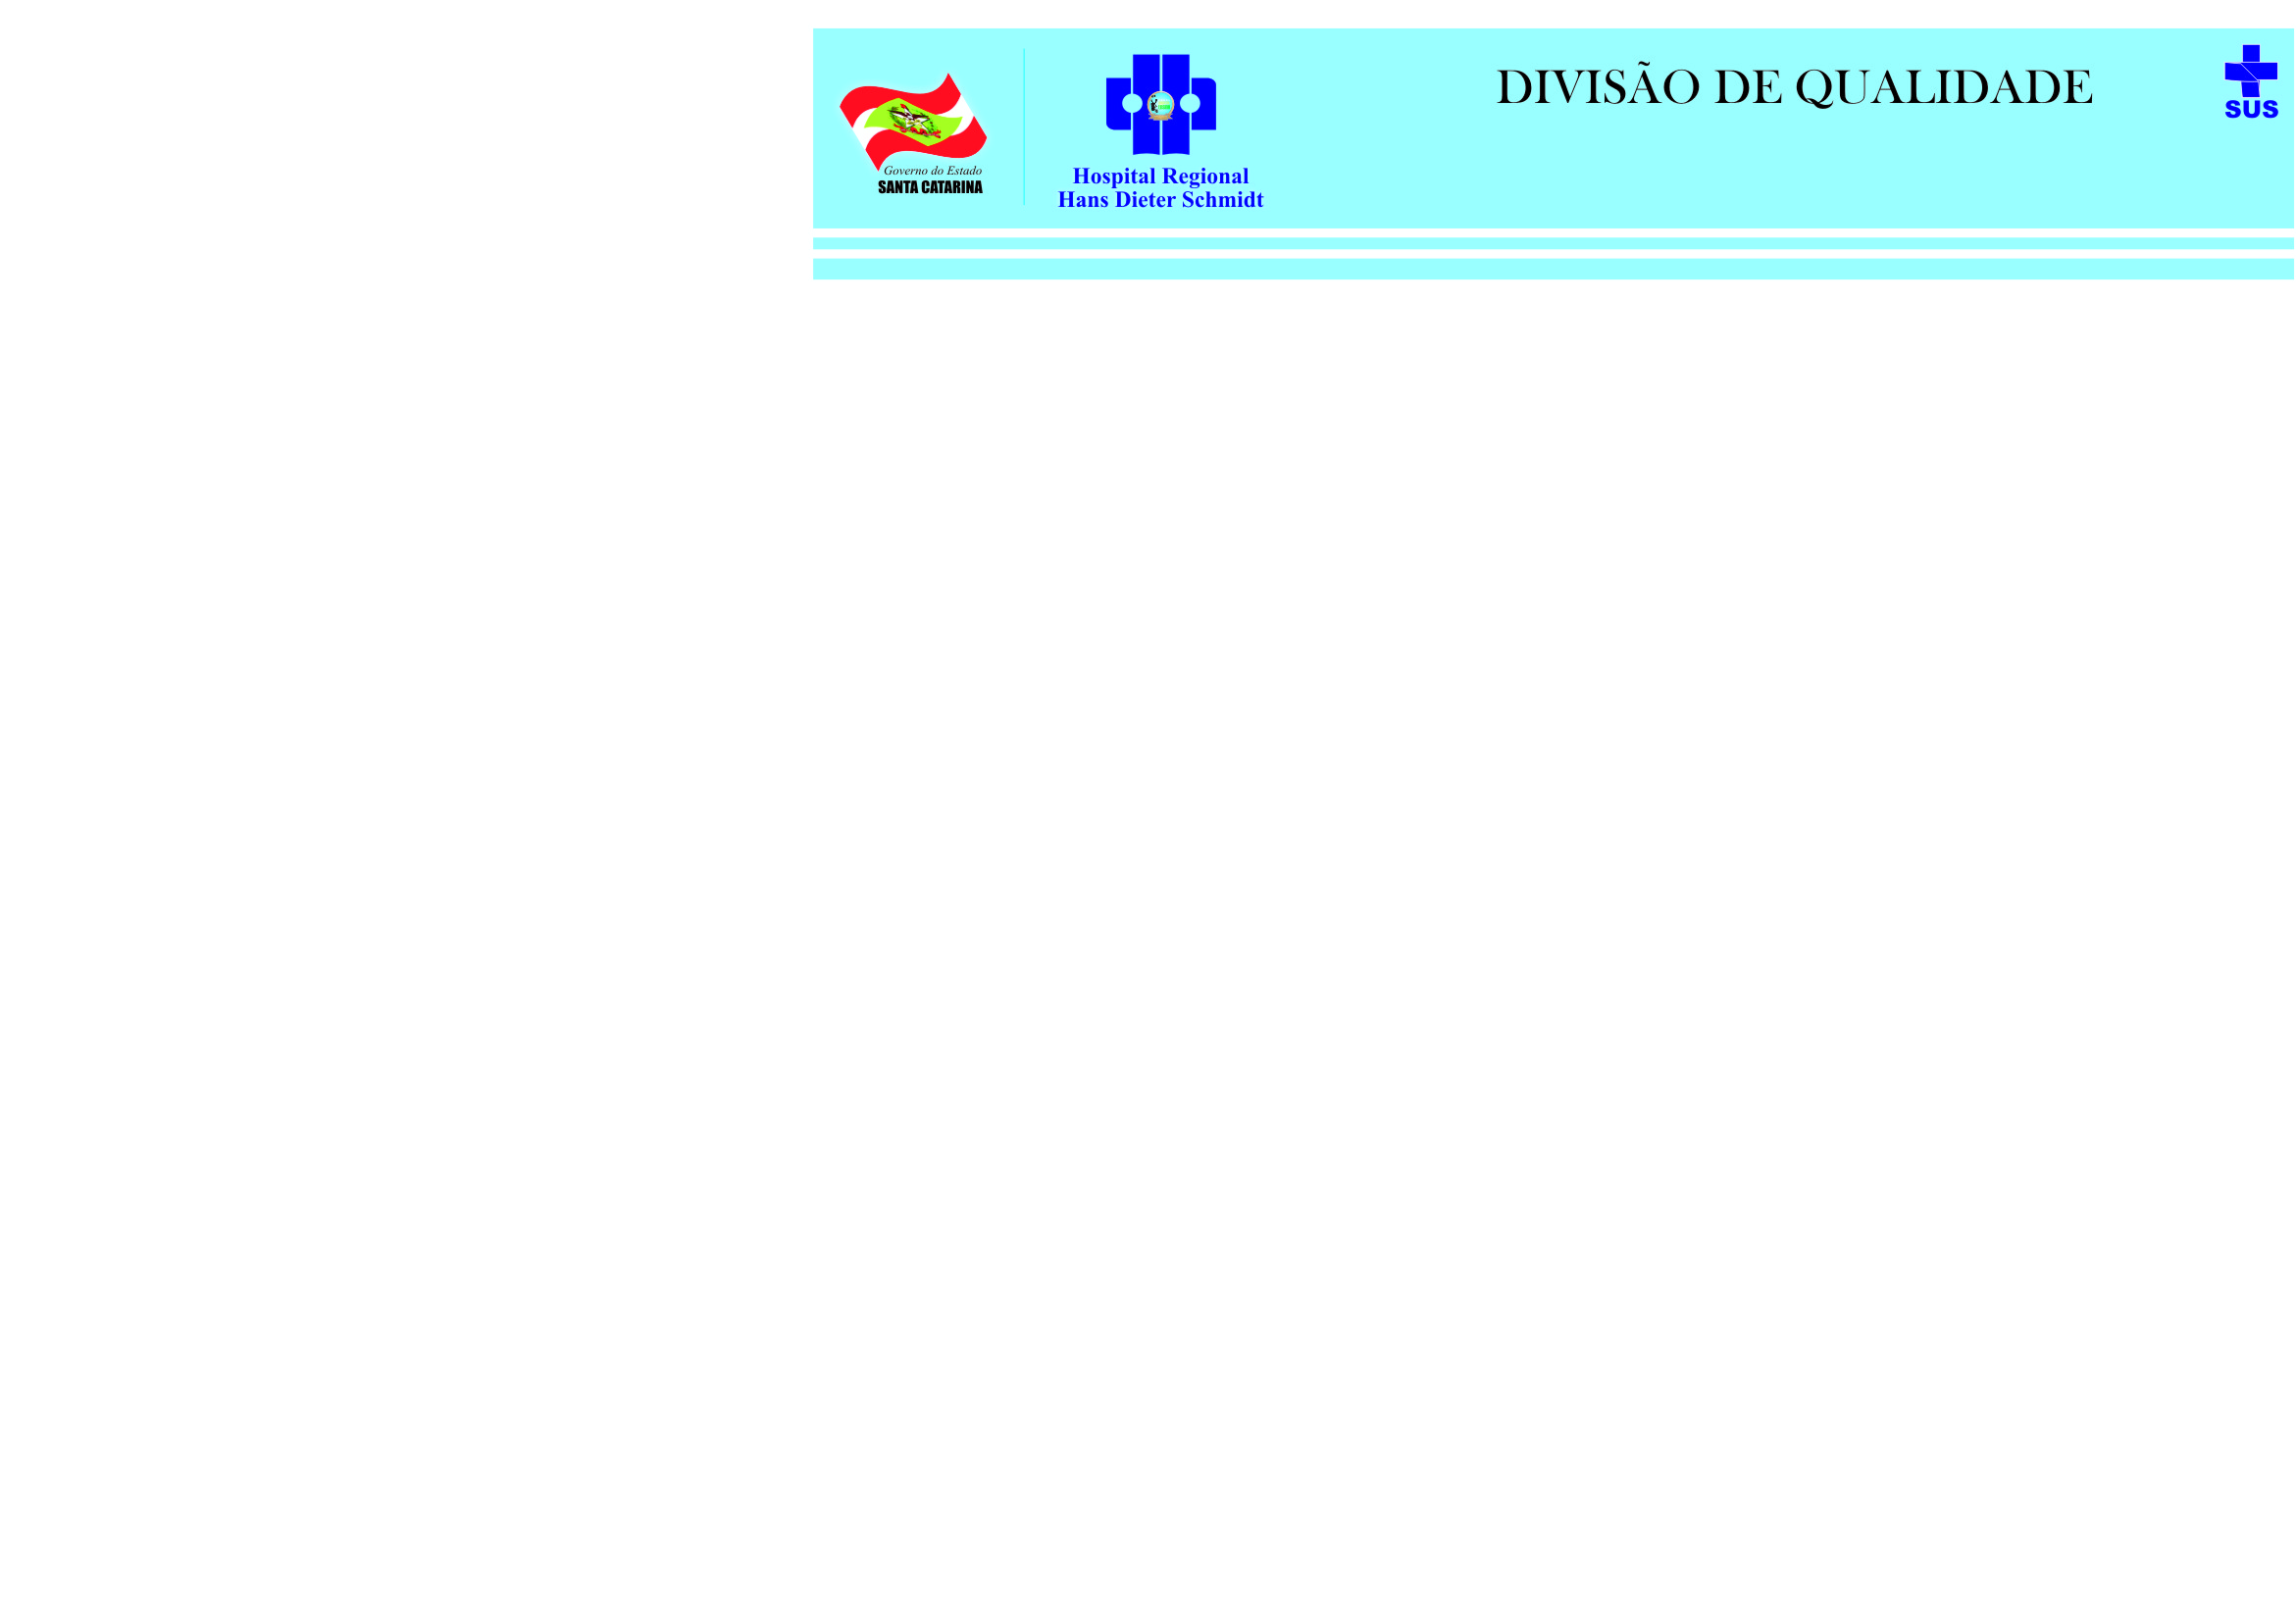 DIVISÃO DE QUALIDADE
SUS
Governo do Estado
SANTA CATARINA
Hospital Regional
Hans Dieter Schmidt